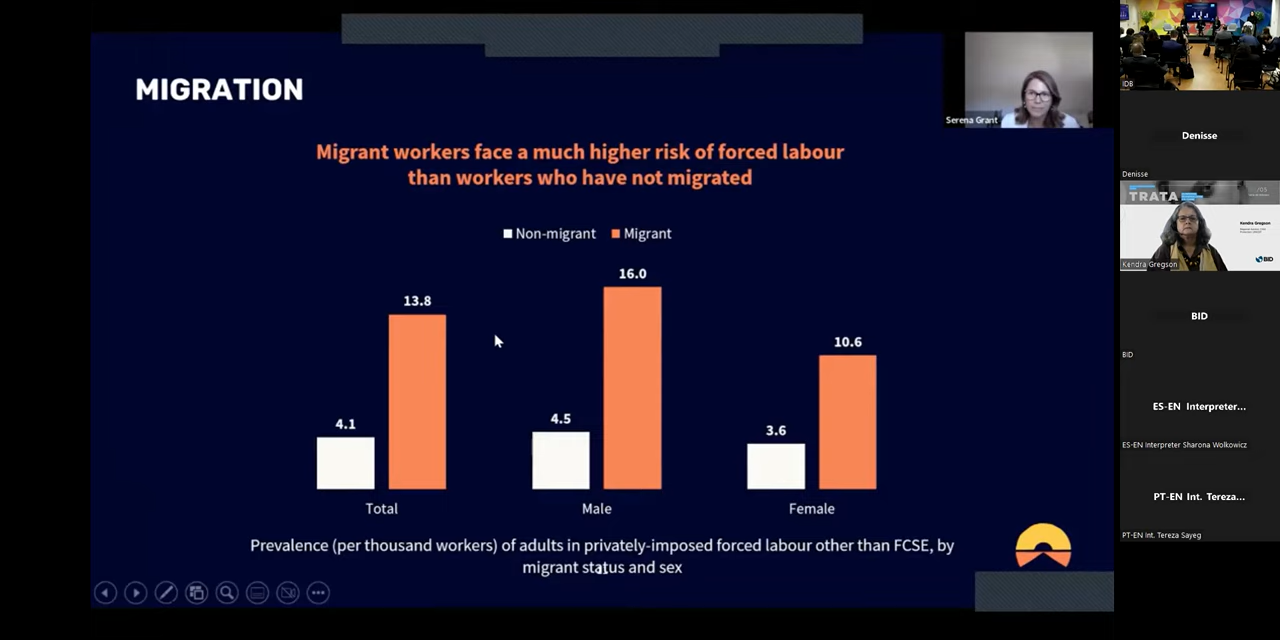 MIGRATION
Serena Grant
Migrant workers face a much higher risk of forced labour
than workers who have not migrated
Non-migrant
Migrant
4.1
13.8
4.5
16.0
3.6
10.6
Total
Male
Female
Prevalence (per thousand workers) of adults in privately-imposed forced labour other than FCSE, by
migrant status and sex
IDB
Denisse
Denisse
TRATA
Kendra Gregson
BID
Kendra Gregson
BID
BID
ES-EN Interpreter...
ES-EN Interpreter Sharona Wolkowicz
PT-EN Int. Tereza...
PT-EN Int. Tereza Sayeg